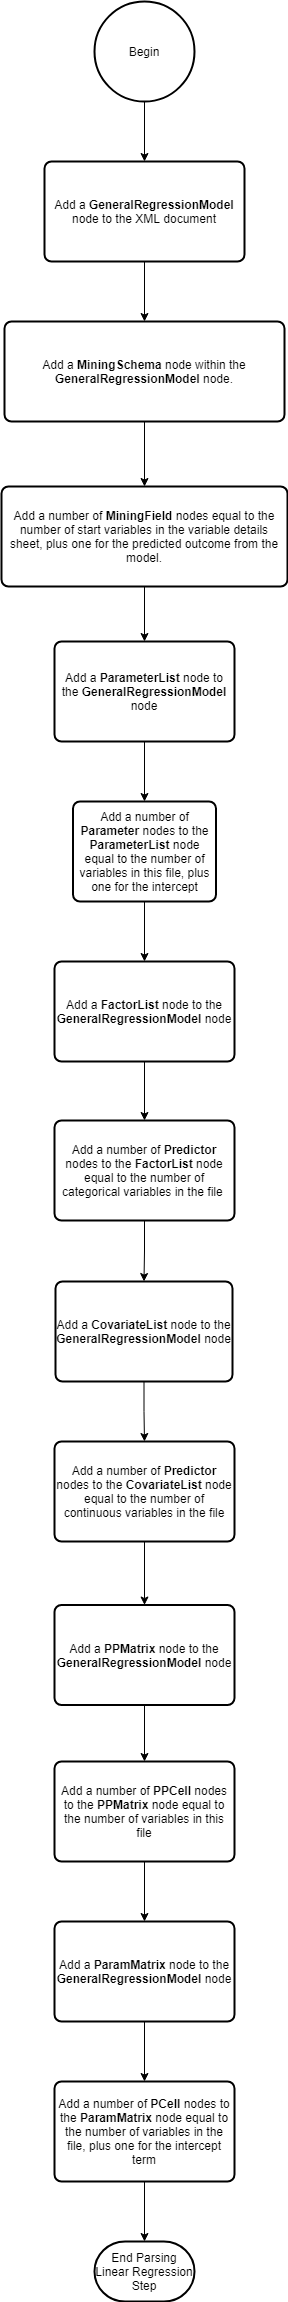 Begin
Add a GeneralRegressionModel
node to the XML document
Add a MiningSchema node within the
GeneralRegressionModel node.
Add a number of MiningField nodes equal to the
number of start variables in the variable details
sheet, plus one for the predicted outcome from the
model.
Add a ParameterList node to
the GeneralRegressionModel
node
Add a number of
Parameter nodes to the
ParameterList node
equal to the number of
variables in this file, plus
one for the intercept
Add a FactorList node to the
GeneralRegressionModel node
Add a number of Predictor
nodes to the FactorList node
equal to the number of
categorical variables in the file
Add a CovariateList node to the
GeneralRegressionModel node
Add a number of Predictor
nodes to the CovariateList node
equal to the number of
continuous variables in the file
Add a PPMatrix node to the
GeneralRegressionModel node
Add a number of PPCell nodes
to the PPMatrix node equal to
the number of variables in this
file
Add a ParamMatrix node to the
GeneralRegressionModel node
Add a number of PCell nodes to
the ParamMatrix node equal to
the number of variables in the
file, plus one for the intercept
term
End Parsing
Linear Regression
Step